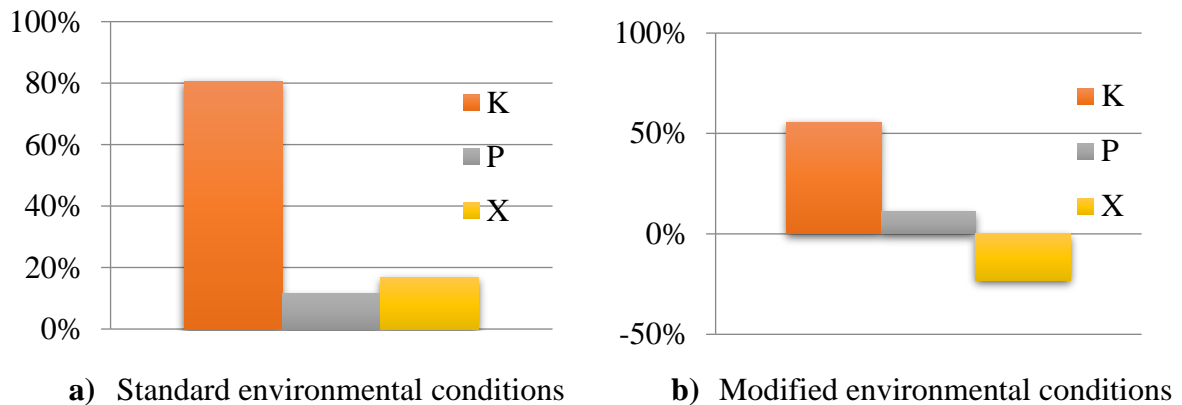 100%
80%
60%
40%
20%
0%
K
P
X
a) Standard environmental conditions
100%
50%
0%
-50%
K
P
X
b) Modified environmental conditions